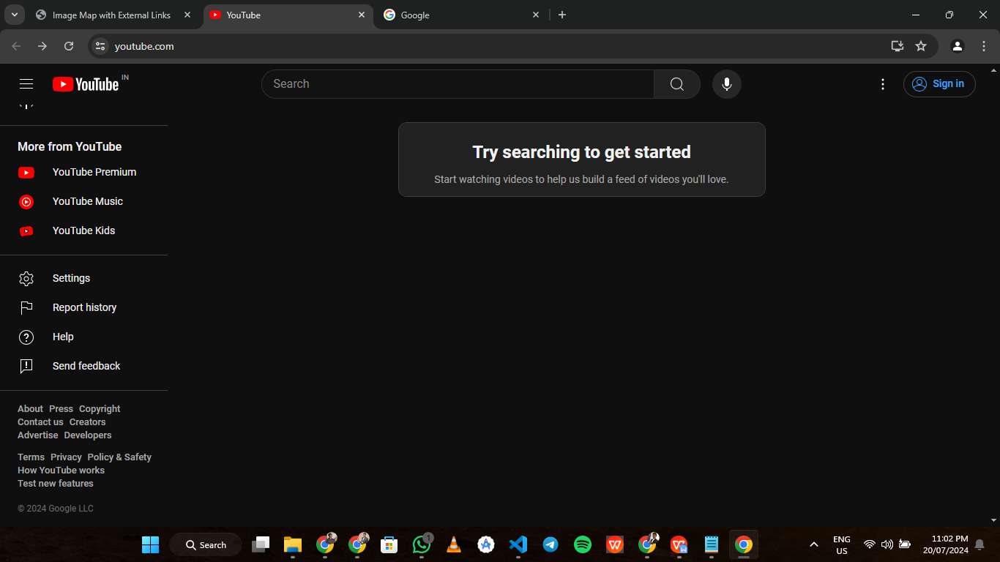 Image Map with External Links
YouTube
Google
youtube.com
YouTube IN
Search
Sign in
Try searching to get started
Start watching videos to help us build a feed of videos you'll love.
More from YouTube
YouTube Premium
YouTube Music
YouTube Kids
Settings
Report history
Help
Send feedback
About Press Copyright
Contact us Creators
Advertise Developers
Terms Privacy Policy & Safety
How YouTube works
Test new features
© 2024 Google LLC
Search
1
ENG
US
11:02 PM
20/07/2024